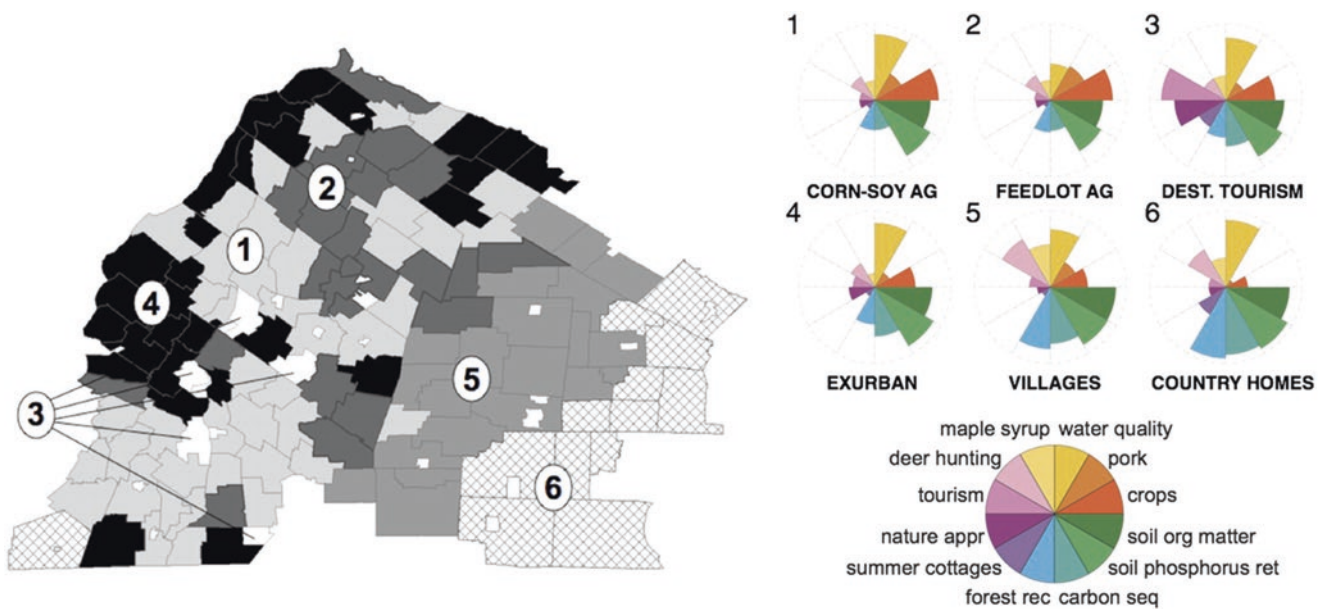 1
2
3
4
5
6
1 2 3
CORN-SOY AG FEEDLOT AG DEST. TOURISM
4 5 6
EXURBAN VILLAGES COUNTRY HOMES
maple syrup water quality
deer hunting pork
tourism crops
nature appr soil org matter
summer cottages soil phosphorus ret
forest rec carbon seq